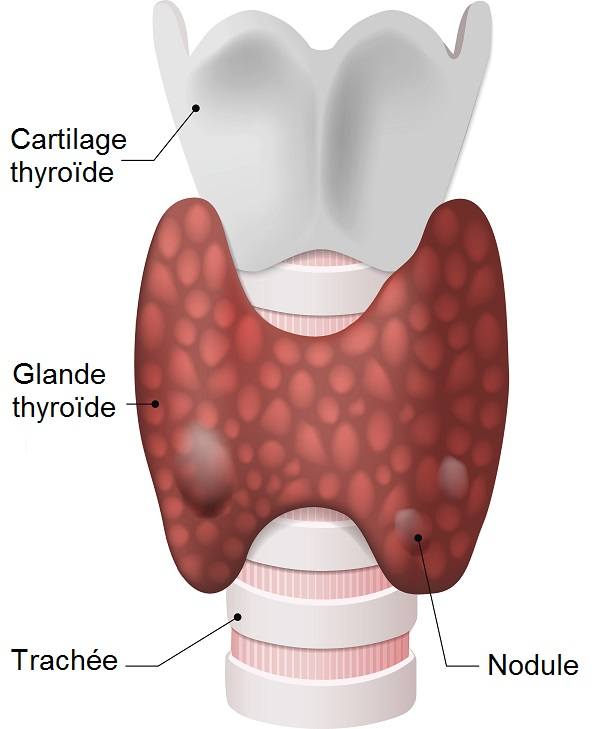 Cartilage
thyroïde
Glande
thyroïde
Trachée
Nodule